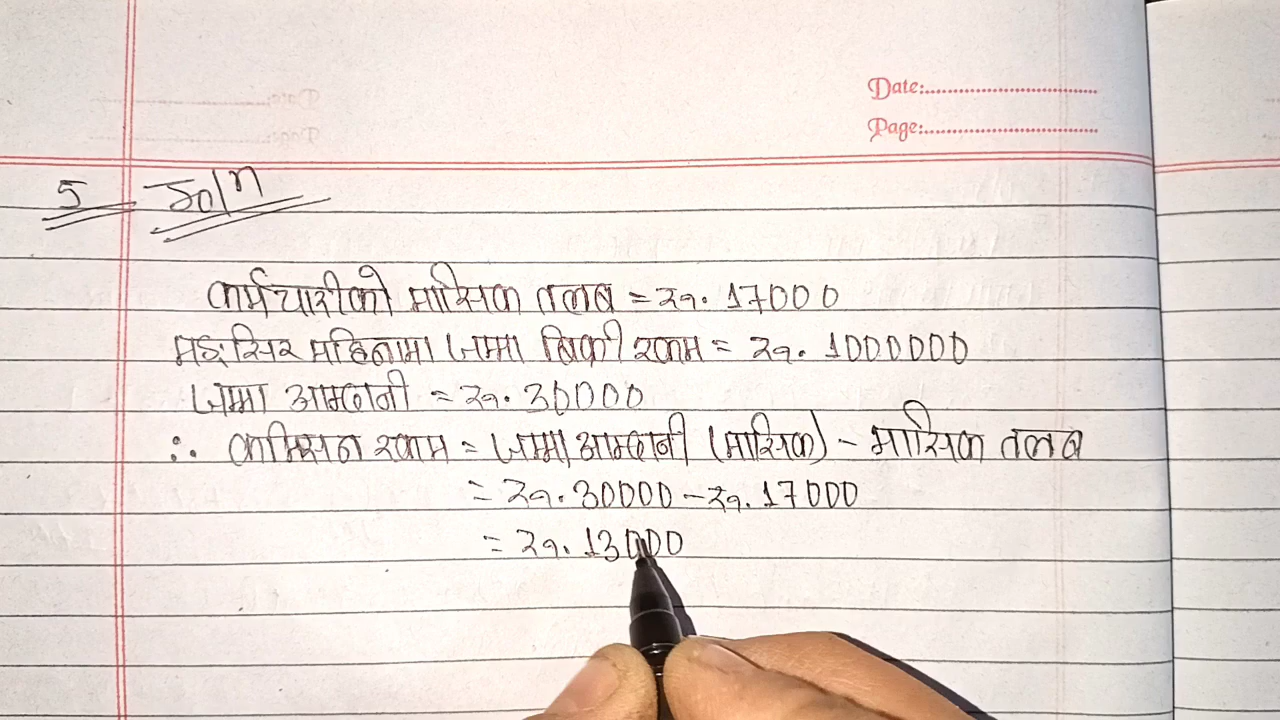 Date:
Page:
5 Soln
कर्मचारीको मासिक तलब = रु. 17000
मङ्सिर महिनामा जम्मा बिक्री रकम = रु. 1000000
जम्मा आम्दानी = रु. 30000
∴ कमिसन रकम = जम्मा आम्दानी (मासिक) - मासिक तलब
= रु. 30000 - रु. 17000
= रु. 13000